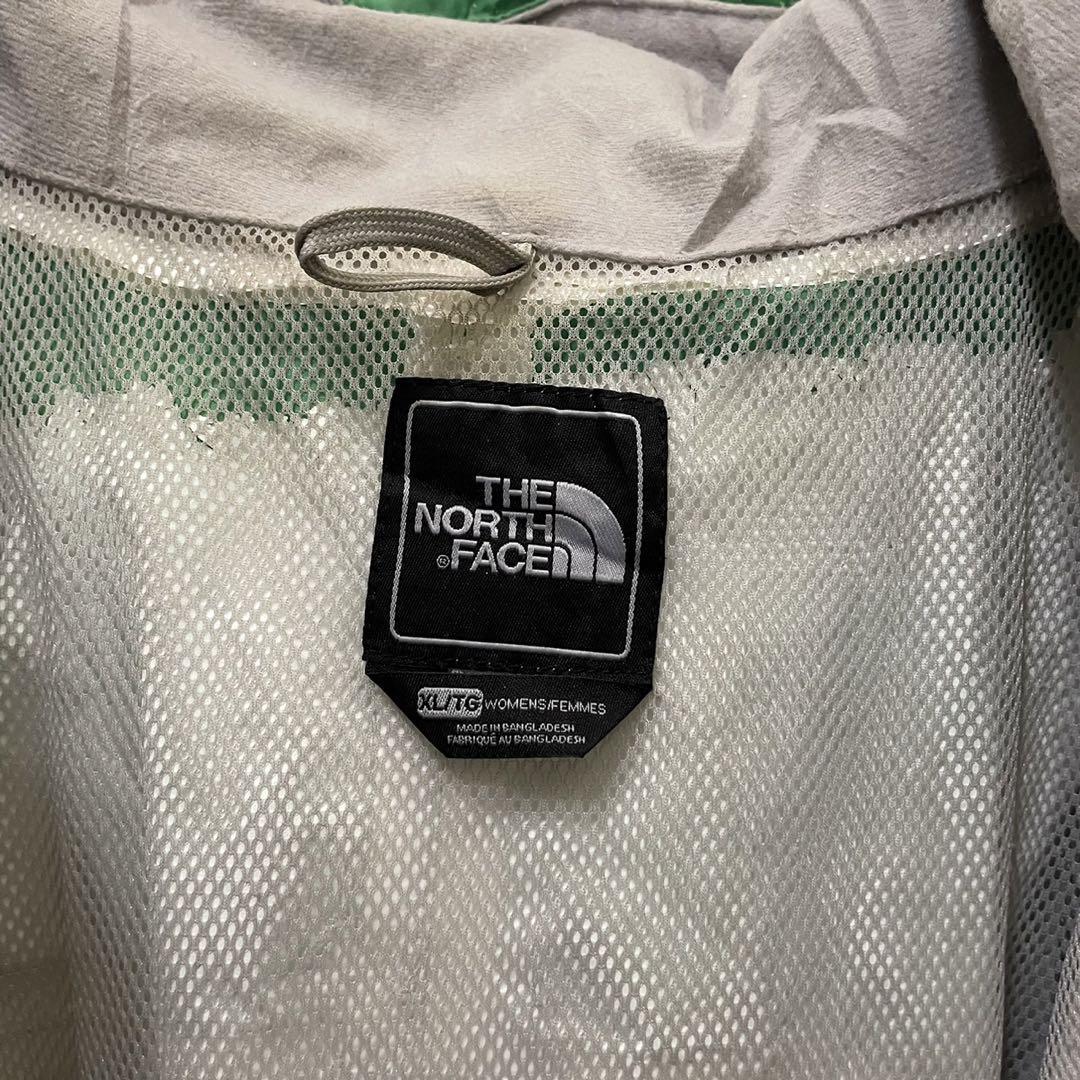 THE
NORTH
®FACE
XL/TG WOMENS/FEMMES
MADE IN BANGLADESH
FABRIQUÉ AU BANGLADESH